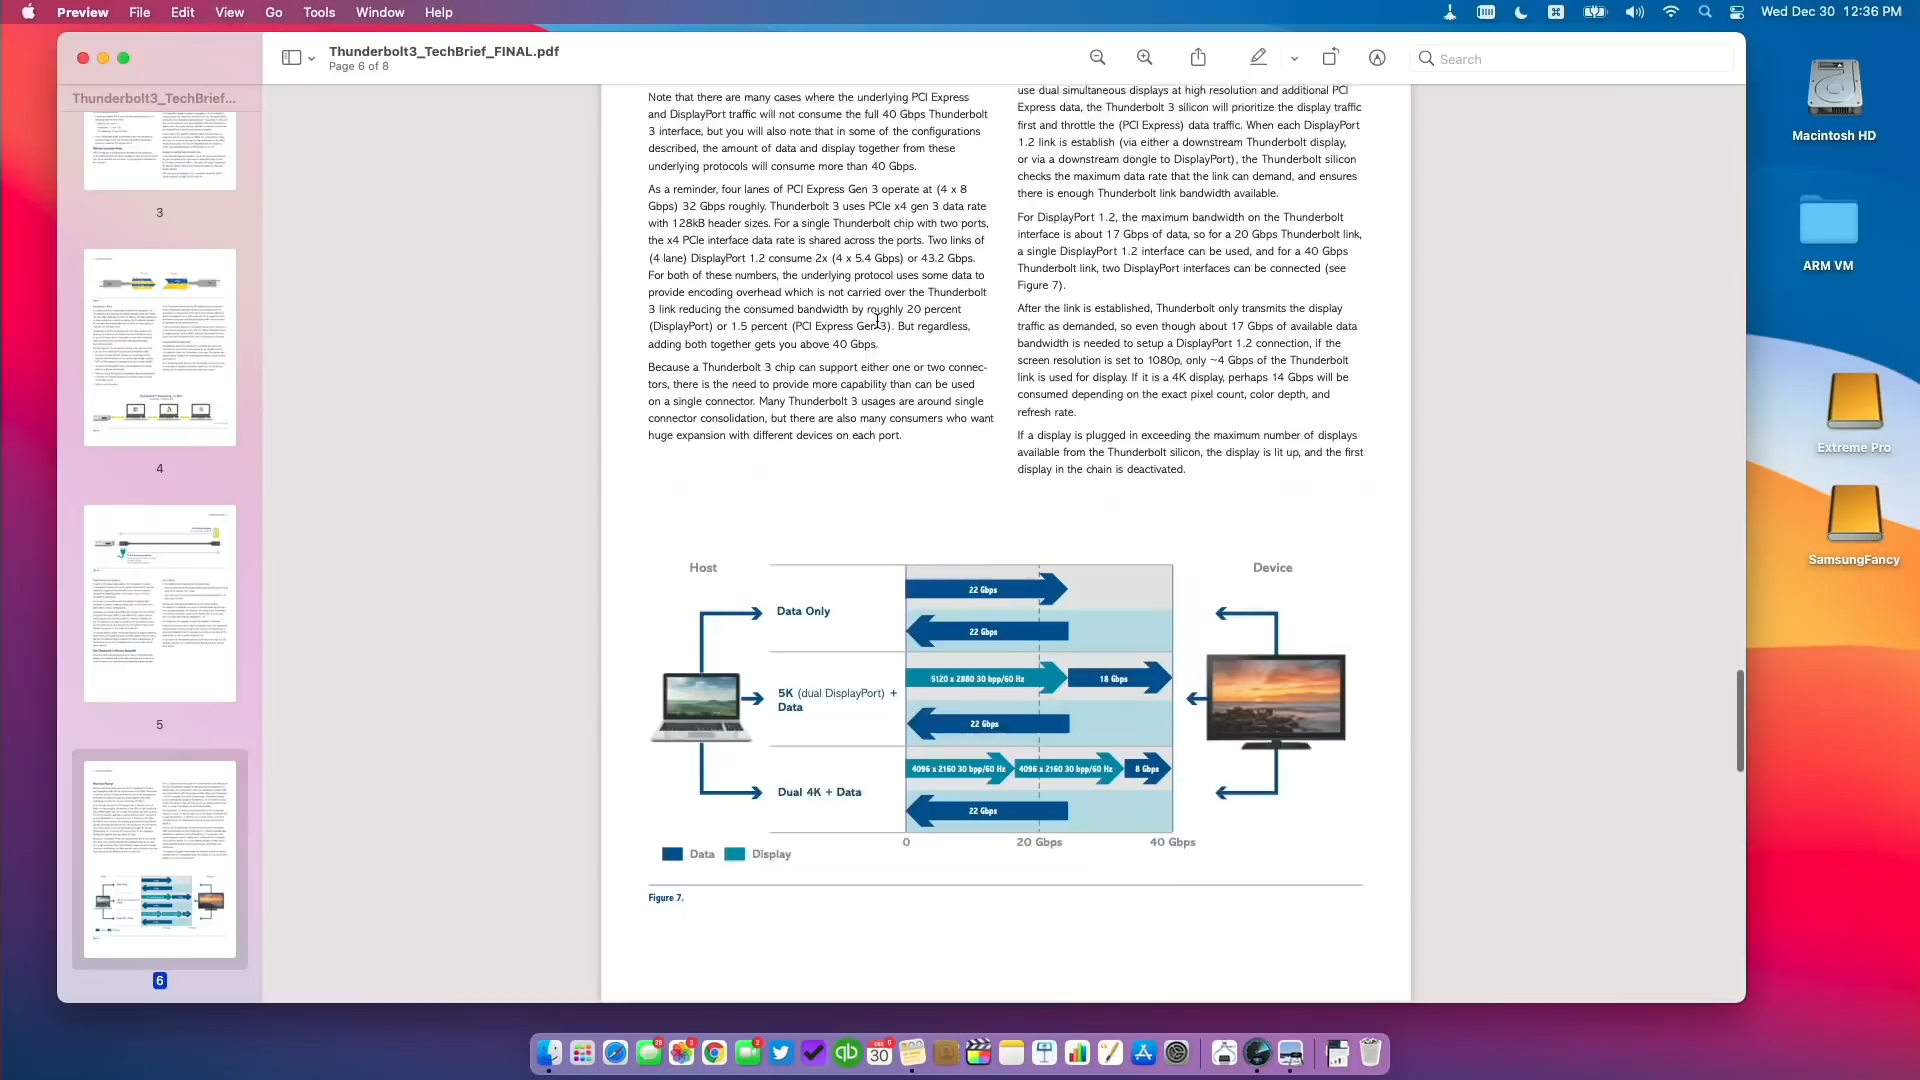 Preview File Edit View Go Tools Window Help
Wed Dec 30 12:36 PM
Thunderbolt3_TechBrief_FINAL.pdf
Page 6 of 8
Search
Thunderbolt3_TechBrief...
3
4
5
6
Note that there are many cases where the underlying PCI Express
and DisplayPort traffic will not consume the full 40 Gbps Thunderbolt
3 interface, but you will also note that in some of the configurations
described, the amount of data and display together from these
underlying protocols will consume more than 40 Gbps.
As a reminder, four lanes of PCI Express Gen 3 operate at (4 x 8
Gbps) 32 Gbps roughly. Thunderbolt 3 uses PCIe x4 gen 3 data rate
with 128kB header sizes. For a single Thunderbolt chip with two ports,
the x4 PCIe interface data rate is shared across the ports. Two links of
(4 lane) DisplayPort 1.2 consume 2x (4 x 5.4 Gbps) or 43.2 Gbps.
For both of these numbers, the underlying protocol uses some data to
provide encoding overhead which is not carried over the Thunderbolt
3 link reducing the consumed bandwidth by roughly 20 percent
(DisplayPort) or 1.5 percent (PCI Express Gen 3). But regardless,
adding both together gets you above 40 Gbps.
Because a Thunderbolt 3 chip can support either one or two connec-
tors, there is the need to provide more capability than can be used
on a single connector. Many Thunderbolt 3 usages are around single
connector consolidation, but there are also many consumers who want
huge expansion with different devices on each port.
use dual simultaneous displays at high resolution and additional PCI
Express data, the Thunderbolt 3 silicon will prioritize the display traffic
first and throttle the (PCI Express) data traffic. When each DisplayPort
1.2 link is establish (via either a downstream Thunderbolt display,
or via a downstream dongle to DisplayPort), the Thunderbolt silicon
checks the maximum data rate that the link can demand, and ensures
there is enough Thunderbolt link bandwidth available.
For DisplayPort 1.2, the maximum bandwidth on the Thunderbolt
interface is about 17 Gbps of data, so for a 20 Gbps Thunderbolt link,
a single DisplayPort 1.2 interface can be used, and for a 40 Gbps
Thunderbolt link, two DisplayPort interfaces can be connected (see
Figure 7).
After the link is established, Thunderbolt only transmits the display
traffic as demanded, so even though about 17 Gbps of available data
bandwidth is needed to setup a DisplayPort 1.2 connection, if the
screen resolution is set to 1080p, only ~4 Gbps of the Thunderbolt
link is used for display. If it is a 4K display, perhaps 14 Gbps will be
consumed depending on the exact pixel count, color depth, and
refresh rate.
If a display is plugged in exceeding the maximum number of displays
available from the Thunderbolt silicon, the display is lit up, and the first
display in the chain is deactivated.
Host
Device
Data Only
22 Gbps
22 Gbps
5K (dual DisplayPort) +
Data
5120 x 2880 30 bpp/60 Hz
18 Gbps
22 Gbps
Dual 4K + Data
4096 x 2160 30 bpp/60 Hz
4096 x 2160 30 bpp/60 Hz
8 Gbps
22 Gbps
0
20 Gbps
40 Gbps
Data
Display
Figure 7.
Macintosh HD
ARM VM
Extreme Pro
SamsungFancy
qb
DEC
30